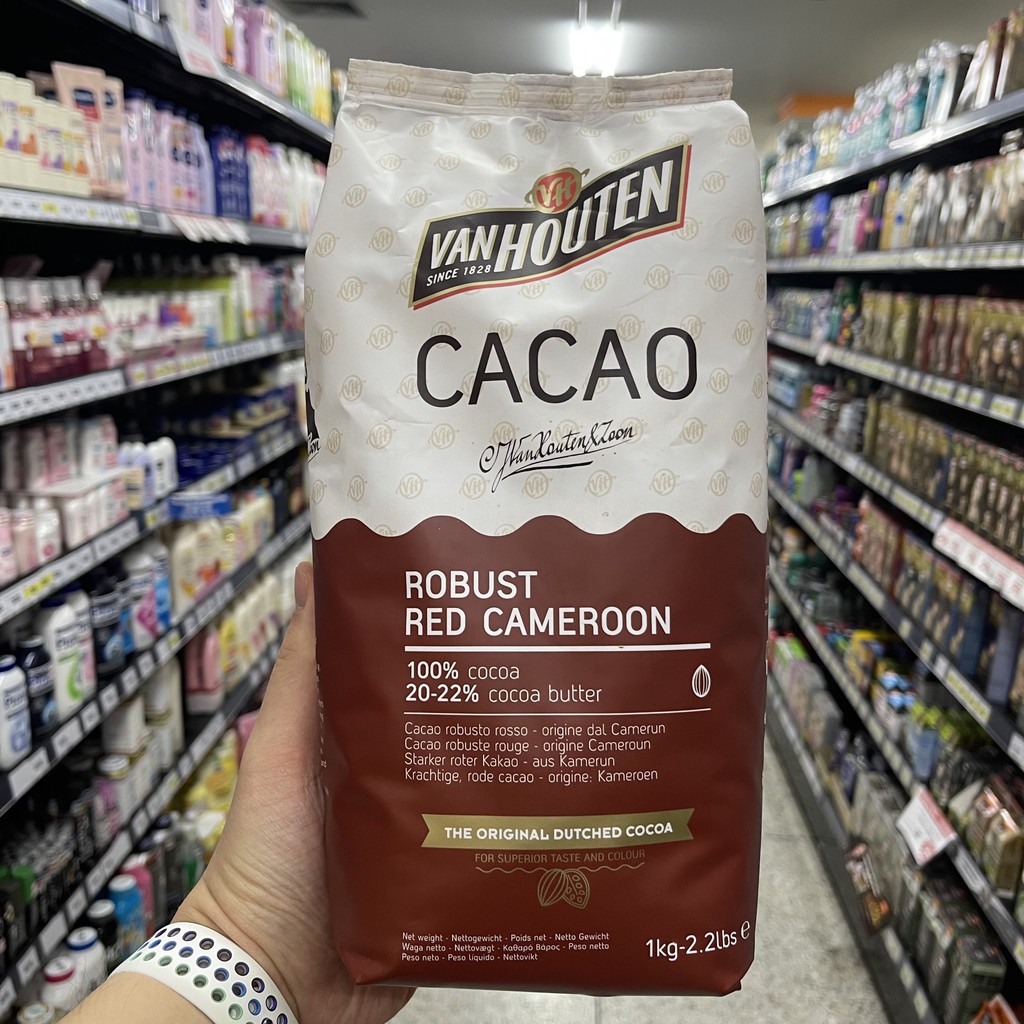 VH
VAN HOUTEN
SINCE 1828
CACAO
CJVanHouten&Zoon
ROBUST
RED CAMEROON
100% cocoa
20-22% cocoa butter
Cacao robusto rosso - origine dal Camerun
Cacao robuste rouge - origine Cameroun
Starker roter Kakao - aus Kamerun
Krachtige, rode cacao - origine: Kameroen
THE ORIGINAL DUTCHED COCOA
FOR SUPERIOR TASTE AND COLOUR
Net weight - Nettogewicht - Poids net - Netto Gewicht
Waga netto - Nettovægt - Καθαρό Βάρος - Peso netto
Peso neto - Peso líquido - Nettovikt
1kg-2.2lbs e